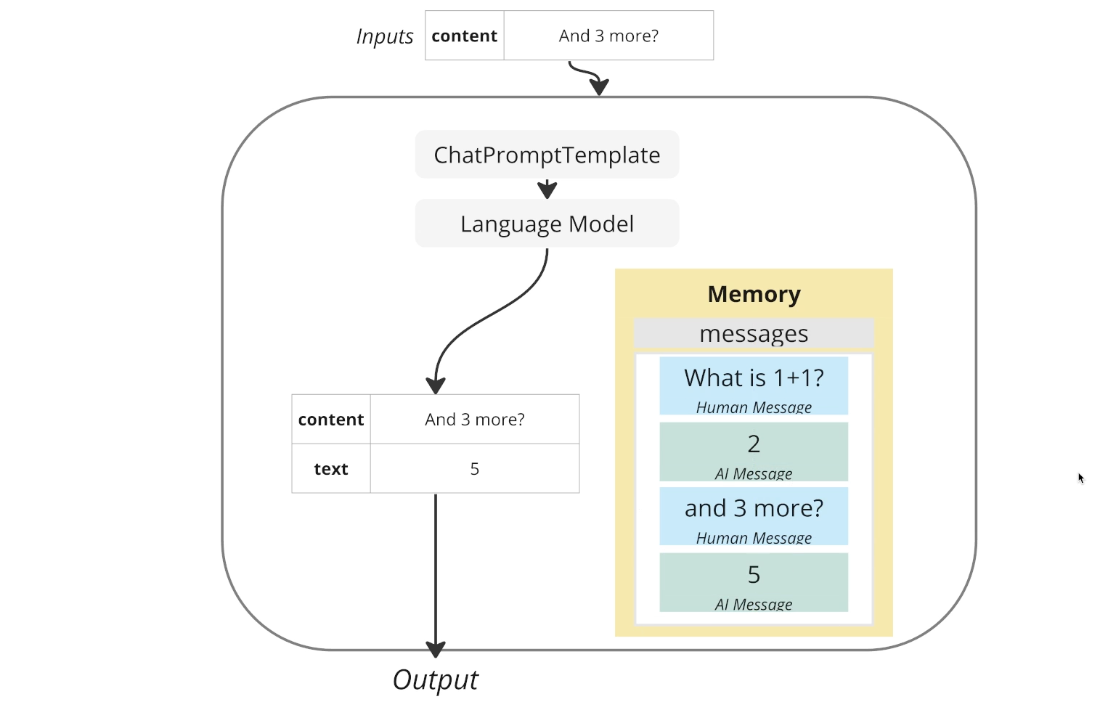 Inputs content And 3 more?
ChatPromptTemplate
Language Model
content And 3 more?
text 5
Output
Memory
messages
What is 1+1?
Human Message
2
AI Message
and 3 more?
Human Message
5
AI Message